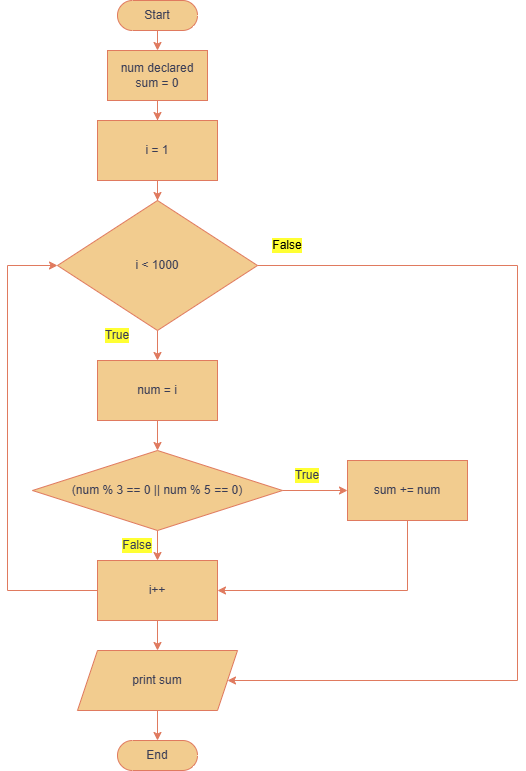 Start
num declared
sum = 0
i = 1
i < 1000
False
True
num = i
(num % 3 == 0 || num % 5 == 0)
True
sum += num
False
i++
print sum
End